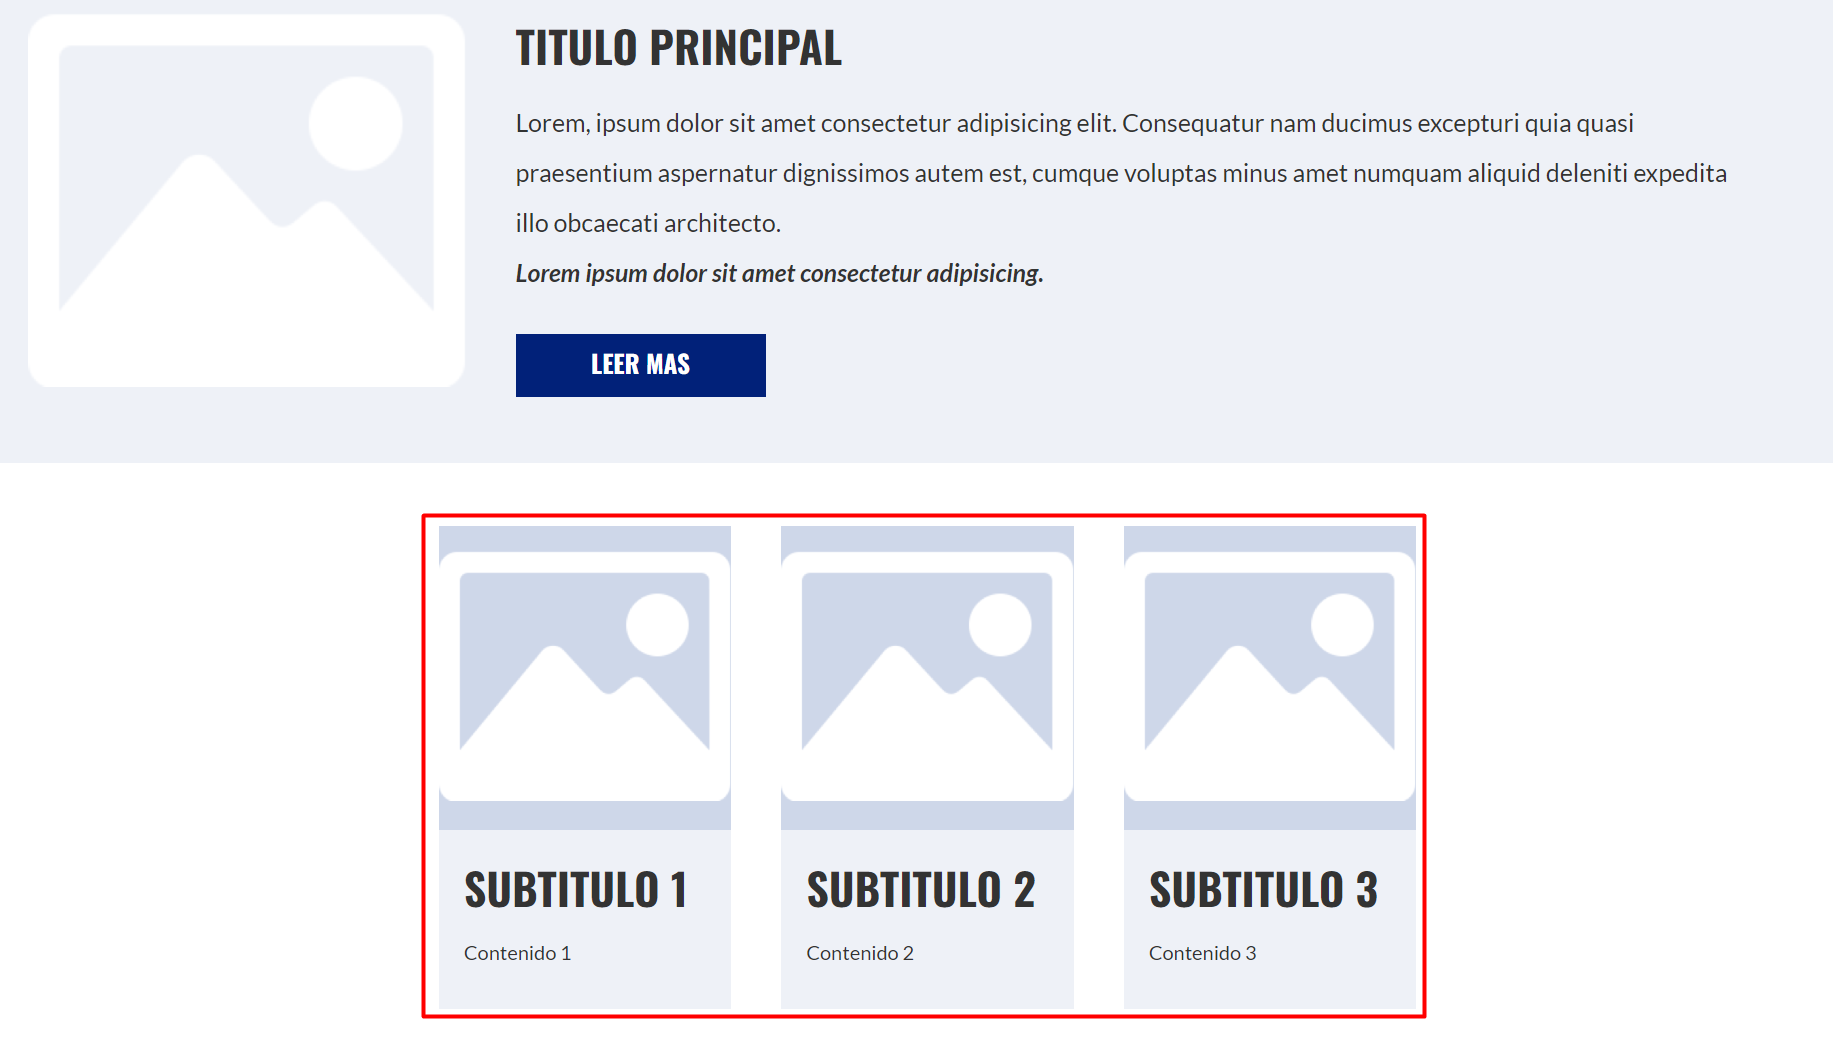 TITULO PRINCIPAL
Lorem, ipsum dolor sit amet consectetur adipisicing elit. Consequatur nam ducimus excepturi quia quasi
praesentium aspernatur dignissimos autem est, cumque voluptas minus amet numquam aliquid deleniti expedita
illo obcaecati architecto.
Lorem ipsum dolor sit amet consectetur adipisicing.
LEER MAS
SUBTITULO 1
Contenido 1
SUBTITULO 2
Contenido 2
SUBTITULO 3
Contenido 3